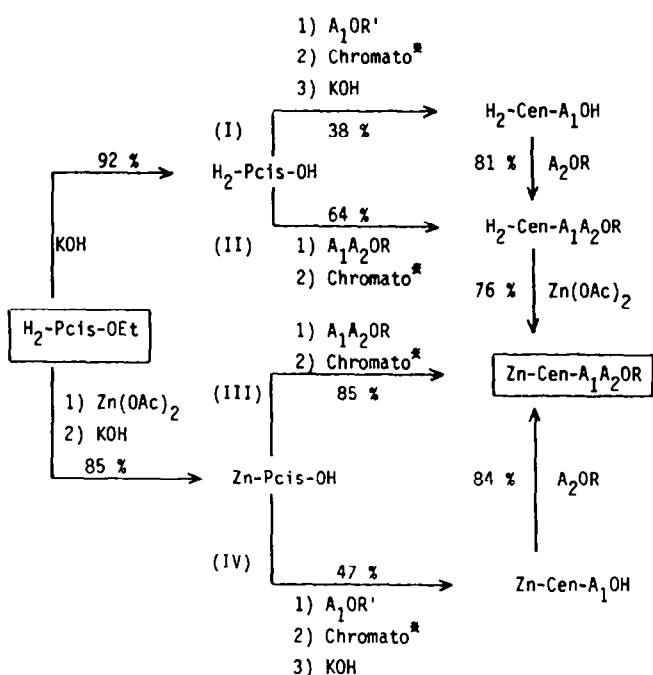 1) A₁OR'
2) Chromato*
3) KOH
(I)
38 %
H₂-Cen-A₁OH
92 %
H₂-Pcis-OH
81 % A₂OR
64 %
H₂-Cen-A₁A₂OR
(II)
1) A₁A₂OR
2) Chromato*
KOH
76 % Zn(OAc)₂
H₂-Pcis-OEt
1) A₁A₂OR
2) Chromato*
Zn-Cen-A₁A₂OR
(III)
85 %
1) Zn(OAc)₂
2) KOH
85 %
Zn-Pcis-OH
84 % A₂OR
(IV)
47 %
Zn-Cen-A₁OH
1) A₁OR'
2) Chromato*
3) KOH